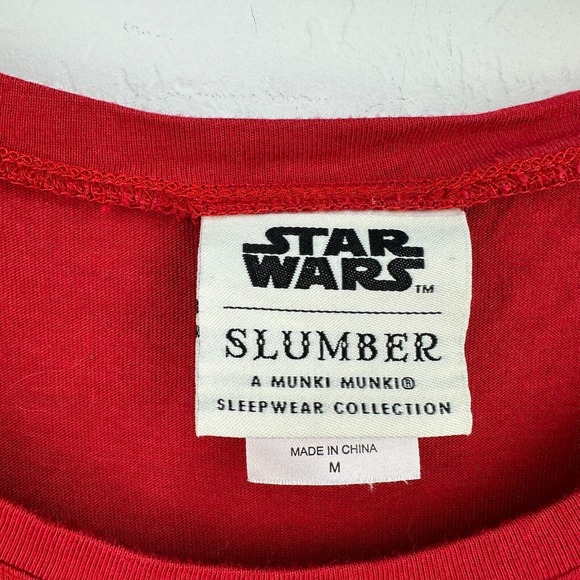 STAR
WARS™
SLUMBER
A MUNKI MUNKI®
SLEEPWEAR COLLECTION
MADE IN CHINA
M